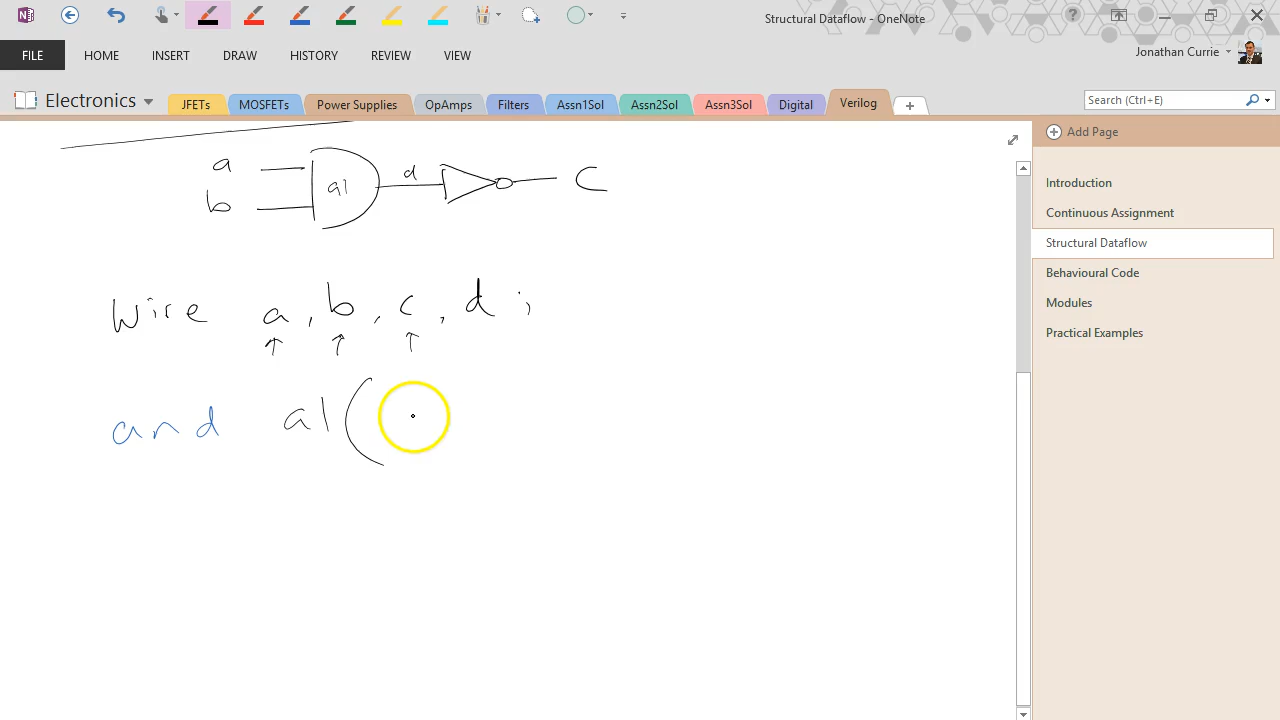 Structural Dataflow - OneNote
?
FILE
HOME
INSERT
DRAW
HISTORY
REVIEW
VIEW
Jonathan Currie
Electronics
JFETs
MOSFETs
Power Supplies
OpAmps
Filters
Assn1Sol
Assn2Sol
Assn3Sol
Digital
Verilog
Search (Ctrl+E)
Add Page
Introduction
Continuous Assignment
Structural Dataflow
Behavioural Code
Modules
Practical Examples
a
b
a1
d
C
Wire a, b, c, d;
and a1(